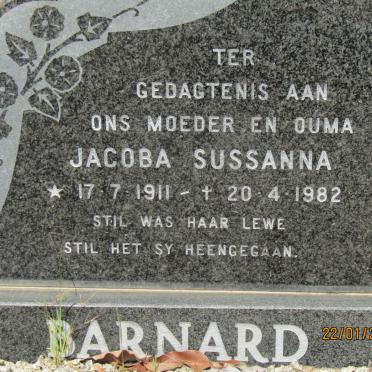 TER
GEDAGTENIS AAN
ONS MOEDER EN OUMA
JACOBA SUSSANNA
★ 17·7·1911 – † 20·4·1982
STIL WAS HAAR LEWE
STIL HET SY HEENGEGAAN.
BARNARD
22/01/2